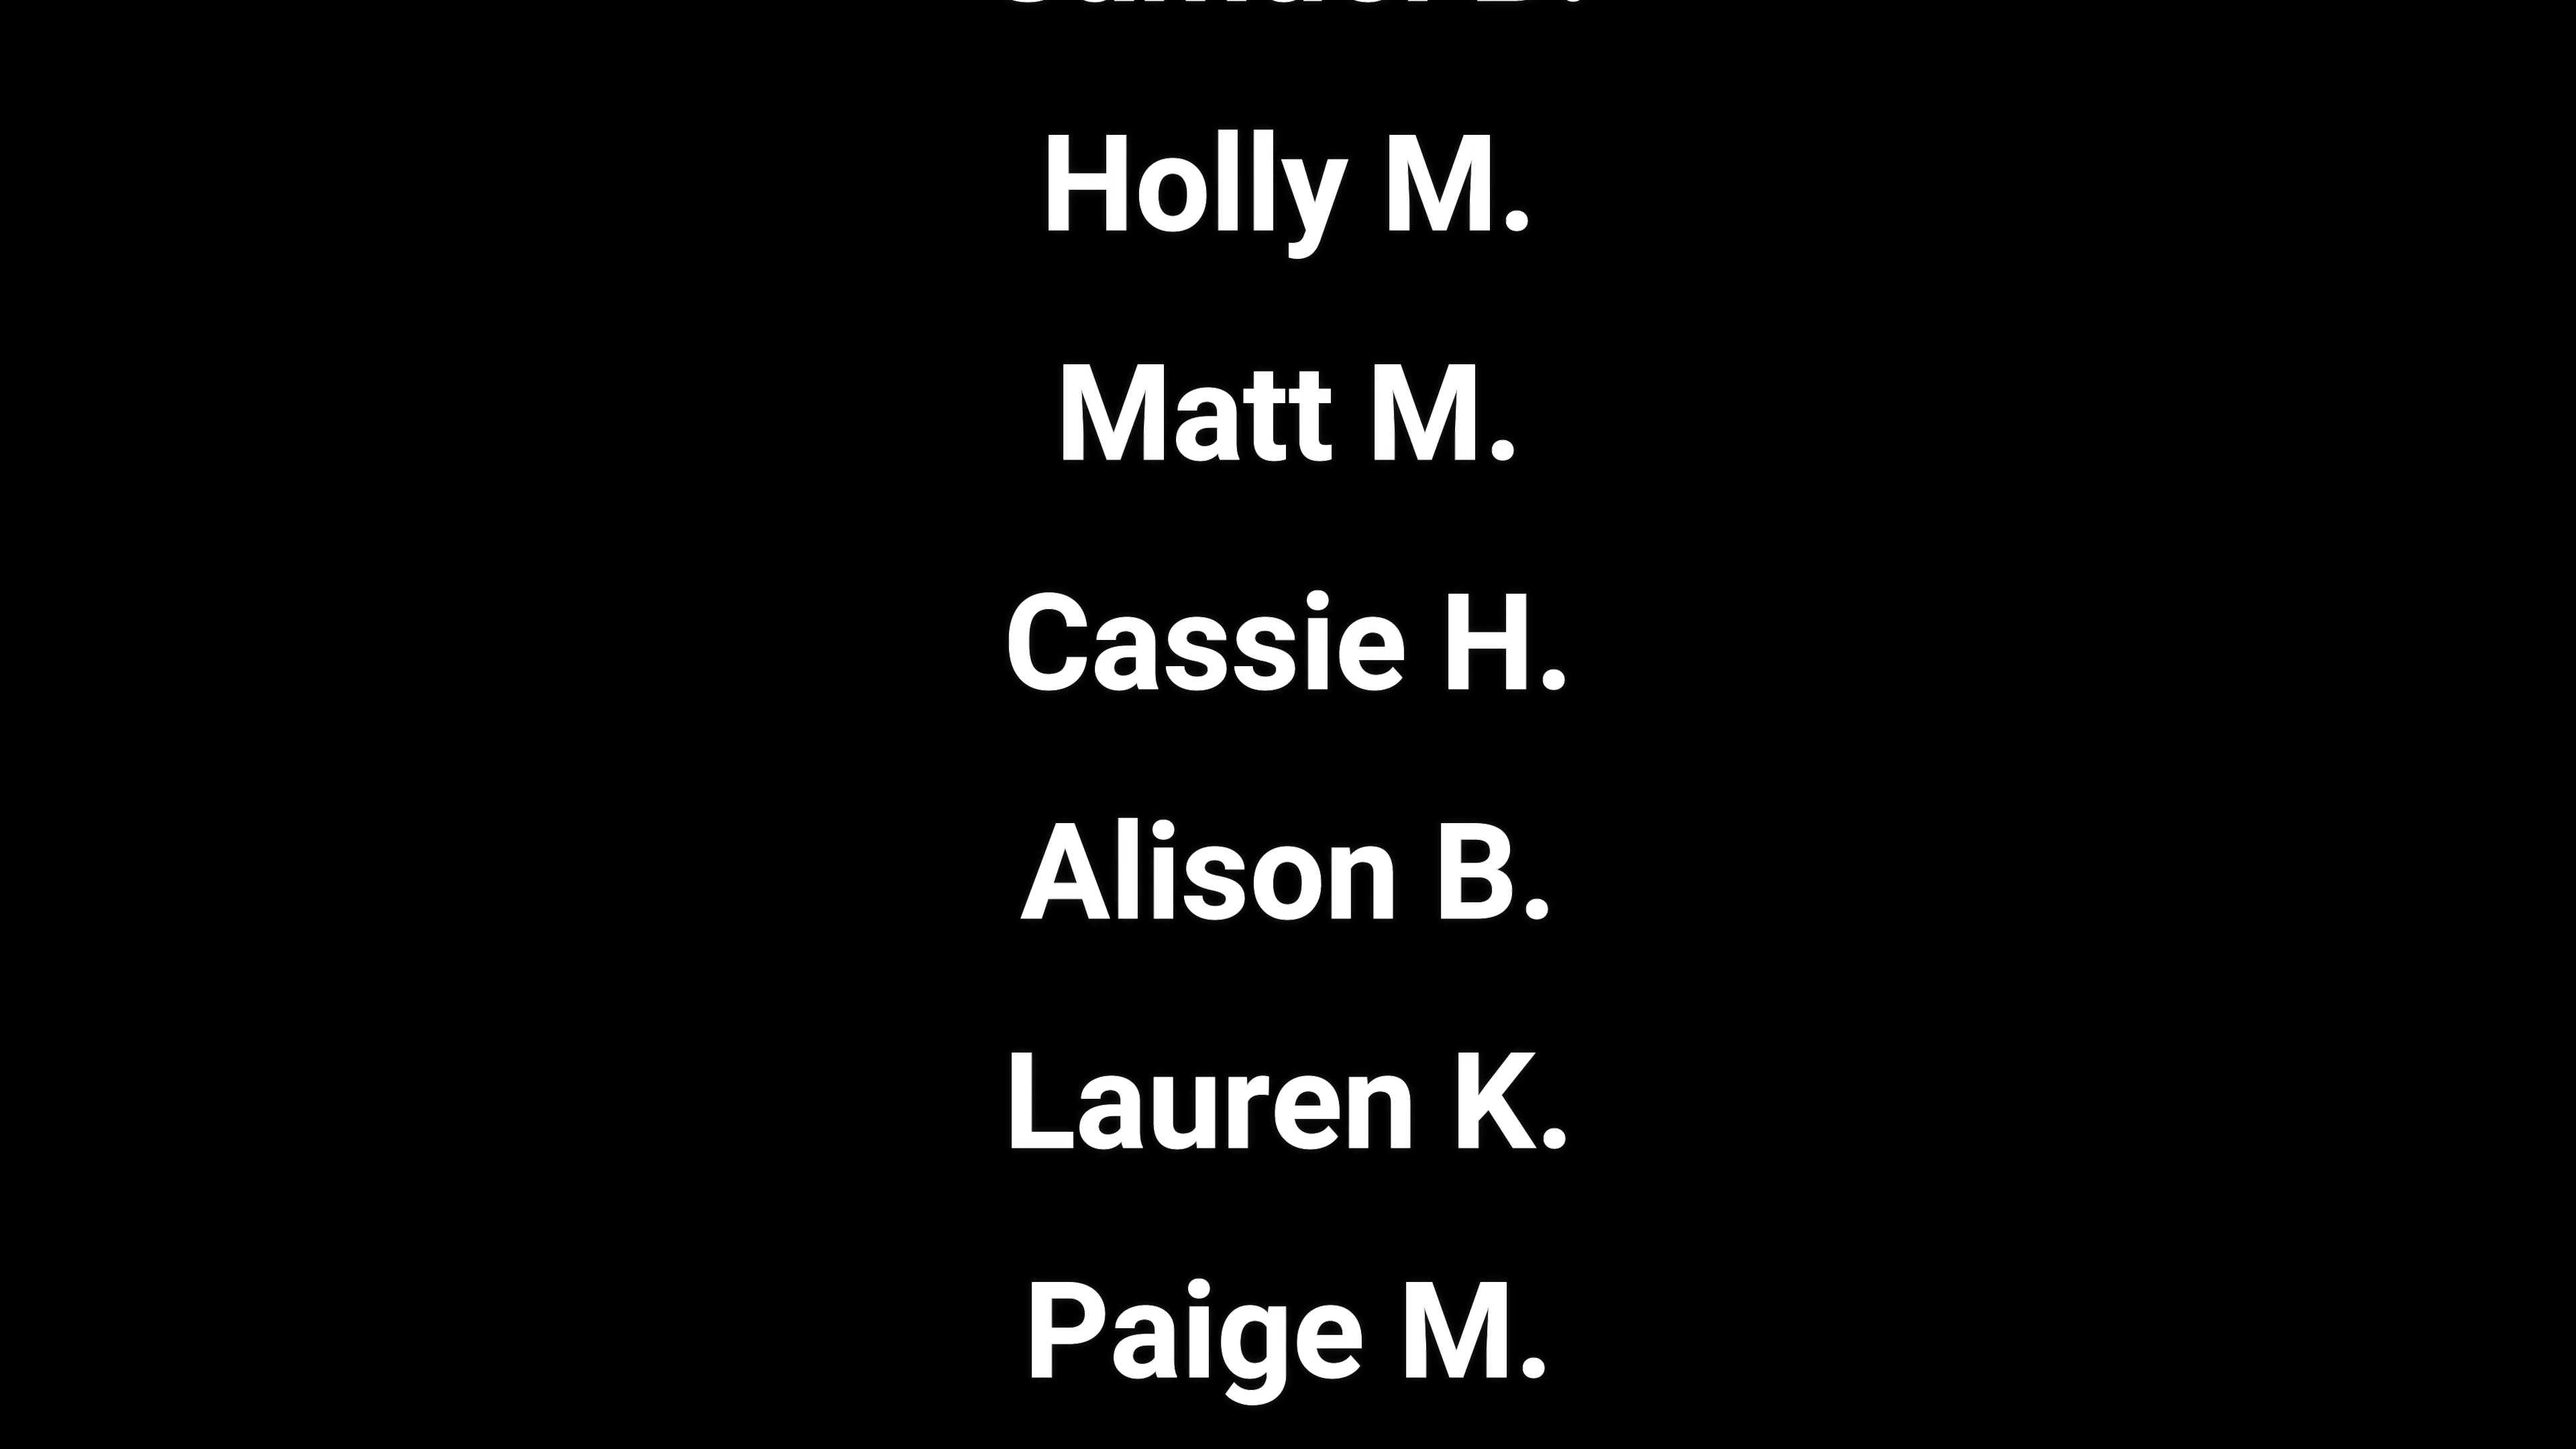 Holly M.
Matt M.
Cassie H.
Alison B.
Lauren K.
Paige M.